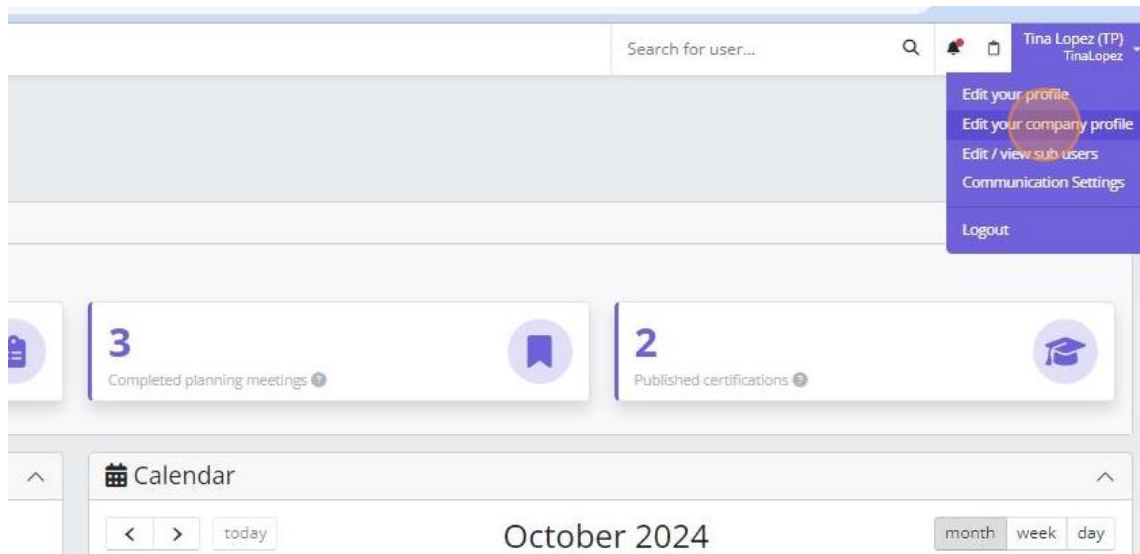 Search for user...
Tina Lopez (TP)
TinaLopez
Edit your profile
Edit your company profile
Edit / view sub users
Communication Settings
Logout
3
Completed planning meetings
2
Published certifications
Calendar
today
October 2024
month week day